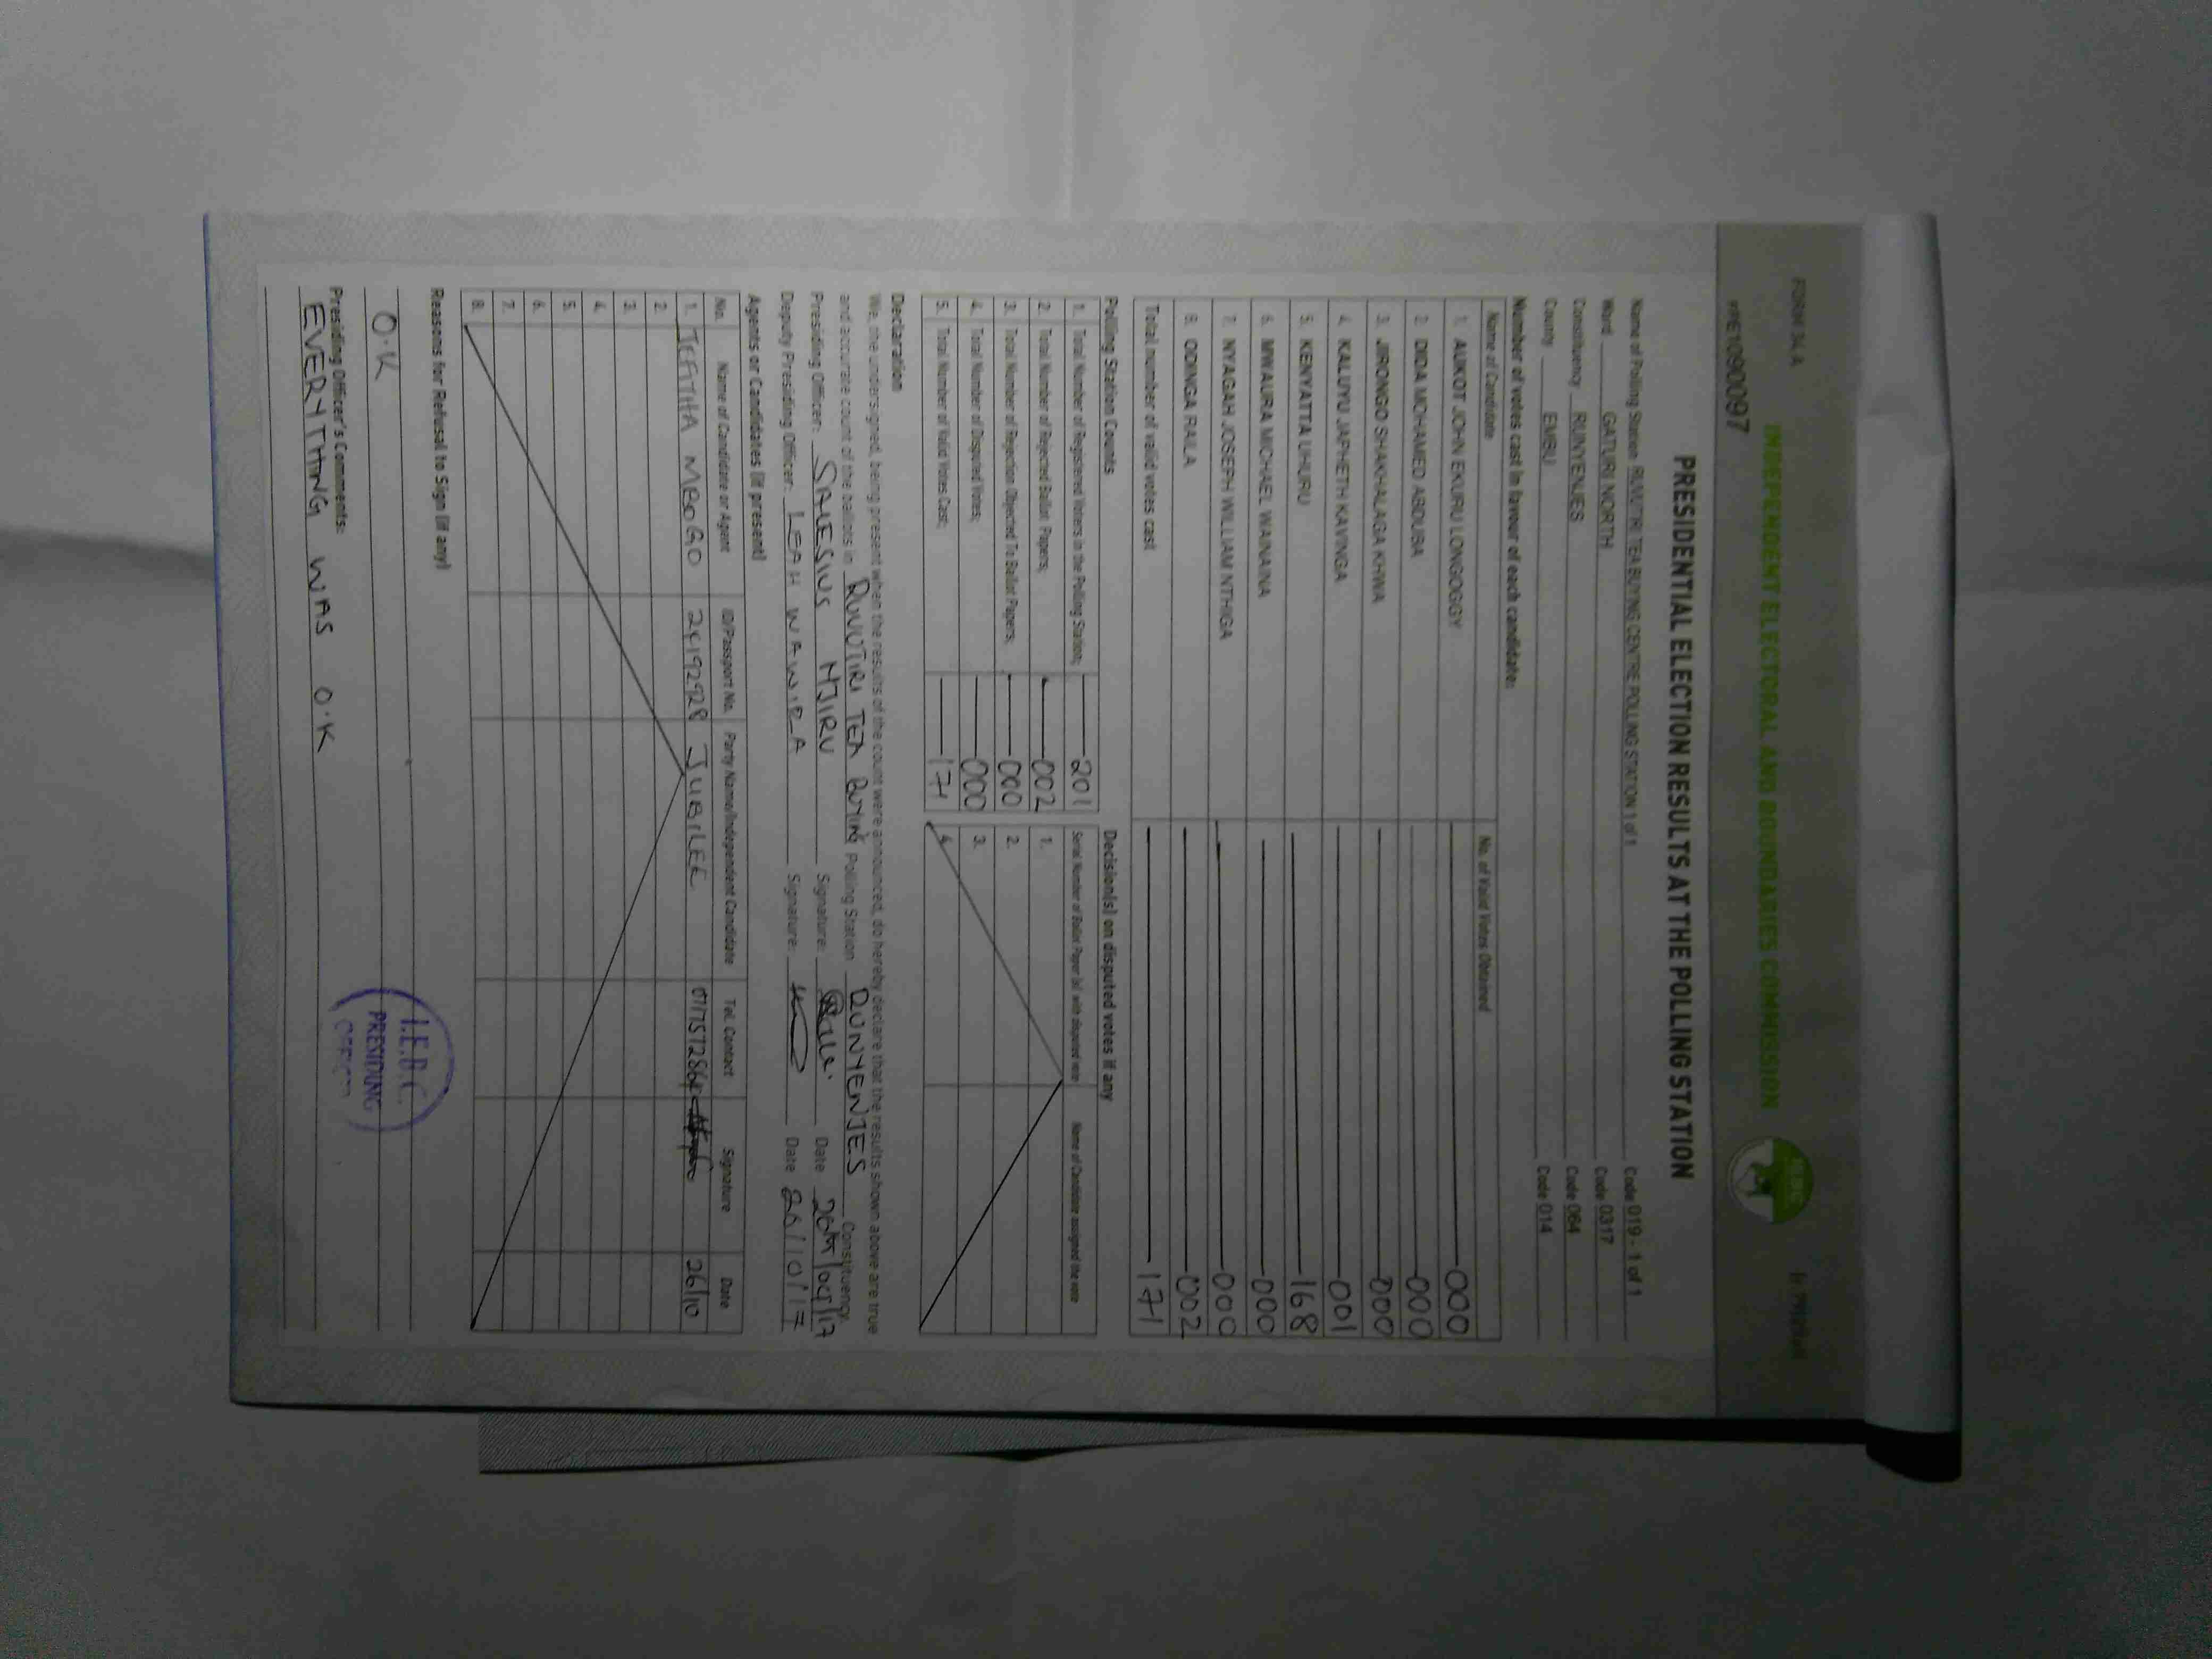 FORM 34 A
INDEPENDENT ELECTORAL AND BOUNDARIES COMMISSION
PRE1090097
PRESIDENTIAL ELECTION RESULTS AT THE POLLING STATION
Name of Polling Station RUVUTIRI TEA BUYING CENTRE POLLING STATION 1 of 1 Code 019 - 1 of 1
Ward GATURI NORTH Code 0317
Constituency RUNYENJES Code 064
County EMBU Code 014
Number of votes cast in favour of each candidate:
Name of Candidate No. of Valid Votes Obtained
1. AUKOT JOHN EKURU LONGOGGY 000
2. DIDA MOHAMED ABDUBA 000
3. JIRONGO SHAKHALAGA KHWA 000
4. KALUYU JAPHETH KAVINGA 001
5. KENYATTA UHURU 168
6. MWAURA MICHAEL WAINAINA 000
7. NYAGAH JOSEPH WILLIAM NTHIGA 000
8. ODINGA RAILA 002
Total number of valid votes cast 171
Polling Station Counts
1. Total Number of Registered Voters in the Polling Station; 201
2. Total Number of Rejected Ballot Papers; 002
3. Total Number of Rejection Objected To Ballot Papers; 000
4. Total Number of Disputed Votes; 000
5. Total Number of Valid Votes Cast; 171
Decision(s) on disputed votes if any
Serial Number of Ballot Paper (s) with disputed vote Name of Candidate assigned the vote
1.
2.
3.
4.
Declaration
We, the undersigned, being present when the results of the count were announced, do hereby declare that the results shown above are true
and accurate count of the ballots in RUVUTIRI TEA BUYING Polling Station RUNYENJES Constituency.
Presiding Officer: SALESIUS NJIRU Signature: Date 26th/OCT/17
Deputy Presiding Officer: LEAH WAWIRA Signature: Date 26/10/17
Agents or Candidates (if present)
No. Name of Candidate or Agent ID/Passport No. Party Name/Independent Candidate Tel. Contact Signature Date
1. MBOGO 24192928 JUBILEE 26/10
2.
3.
4.
5.
6.
7.
8.
Reasons for Refusal to Sign (if any)
O.K
Presiding Officer's Comments:
EVERYTHING WAS O.K
I.E.B.C.
PRESIDING